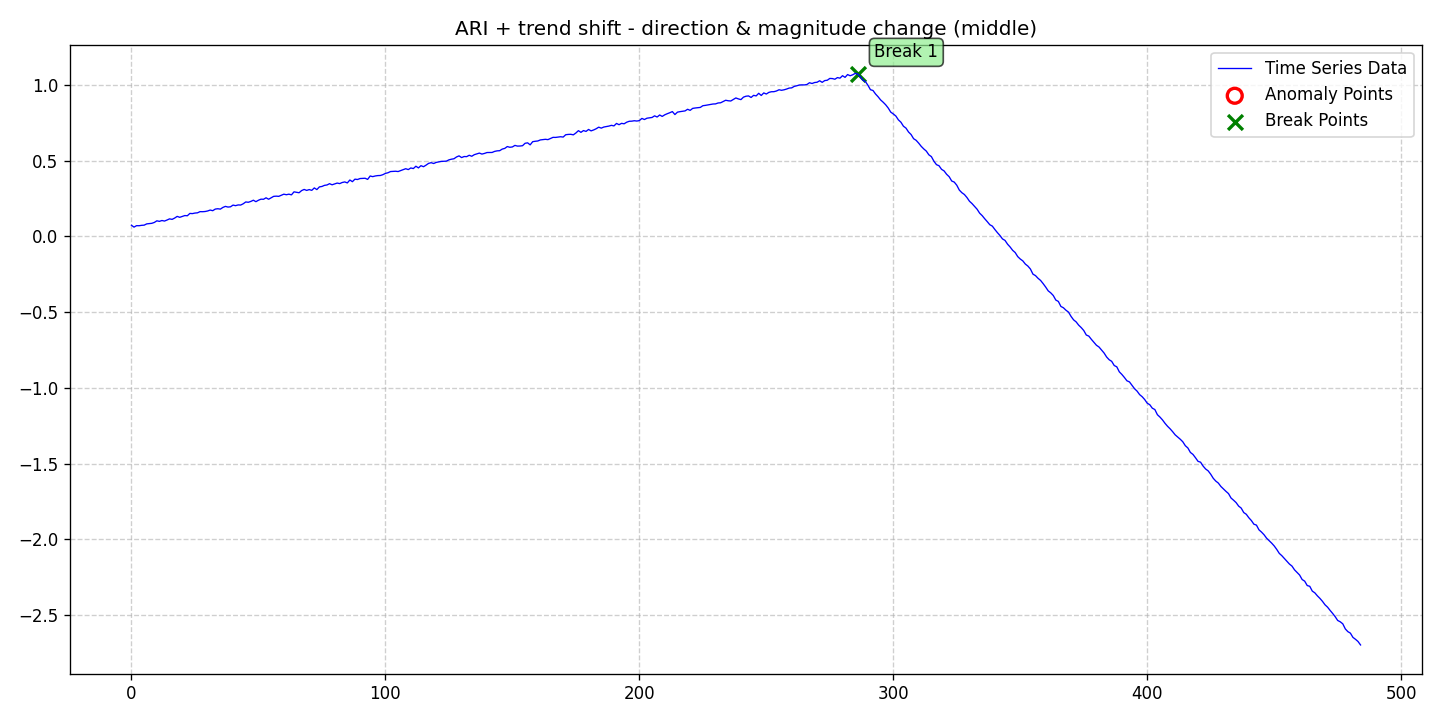 ARI + trend shift - direction & magnitude change (middle)
Break 1
Time Series Data
Anomaly Points
Break Points
1.0
0.5
0.0
−0.5
−1.0
−1.5
−2.0
−2.5
0 100 200 300 400 500